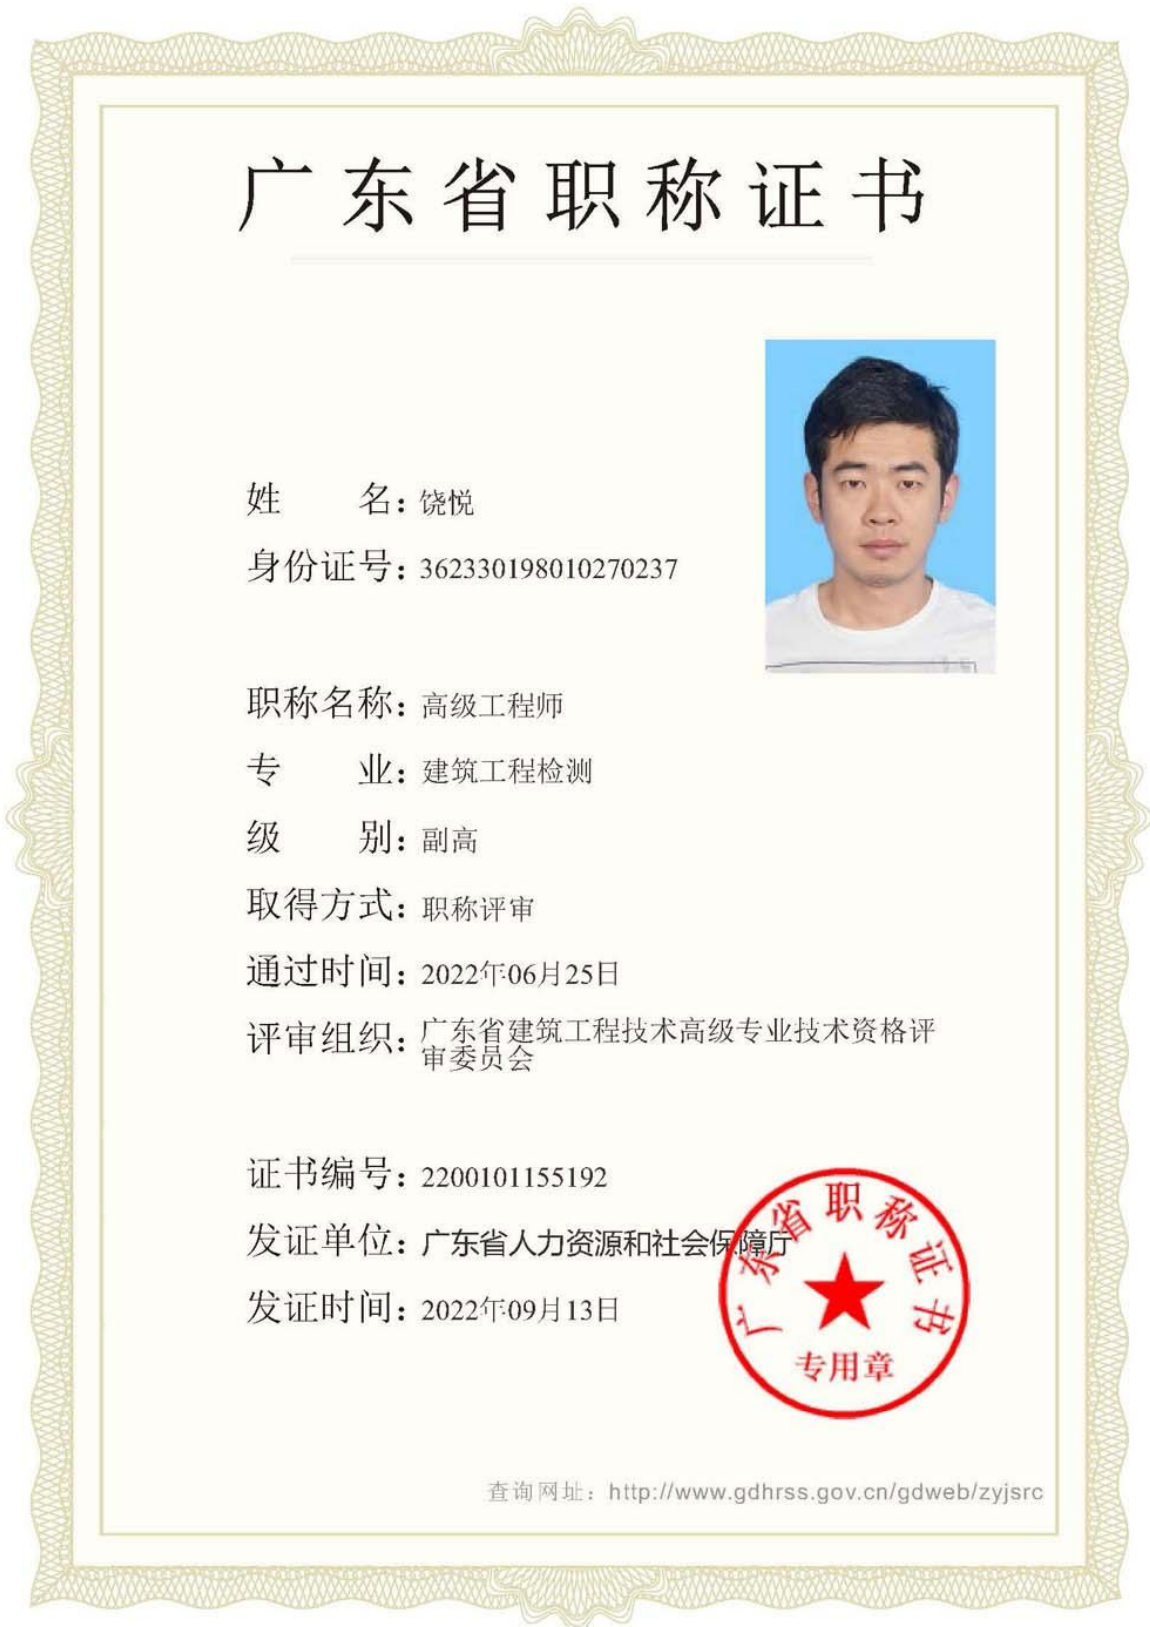 广东省职称证书
姓名：饶悦
身份证号：362330198010270237
职称名称：高级工程师
专业：建筑工程检测
级别：副高
取得方式：职称评审
通过时间：2022年06月25日
评审组织：广东省建筑工程技术高级专业技术资格评
审委员会
证书编号：2200101155192
发证单位：广东省人力资源和社会保障厅
发证时间：2022年09月13日
广东省职称证书
专用章
查询网址：http://www.gdhrss.gov.cn/gdweb/zyjsrc